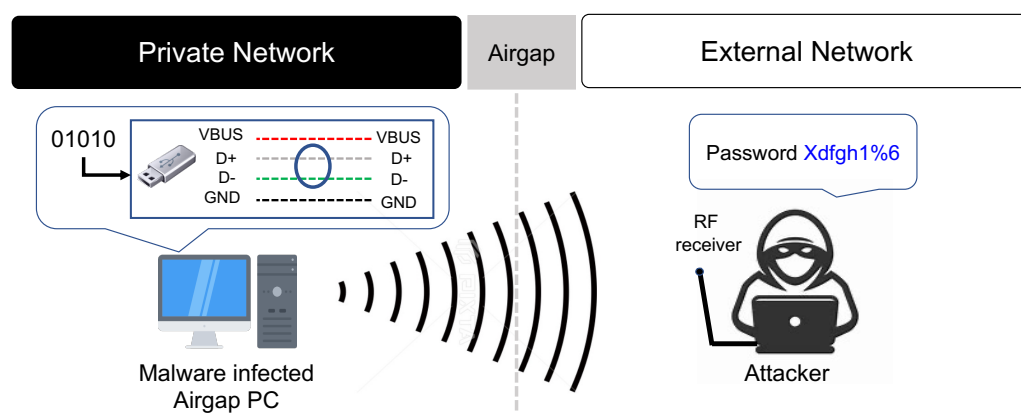 Private Network
Airgap
External Network
01010
VBUS
VBUS
D+
D+
D-
D-
GND
GND
Password Xdfgh1%6
RF
receiver
Malware infected
Airgap PC
Attacker